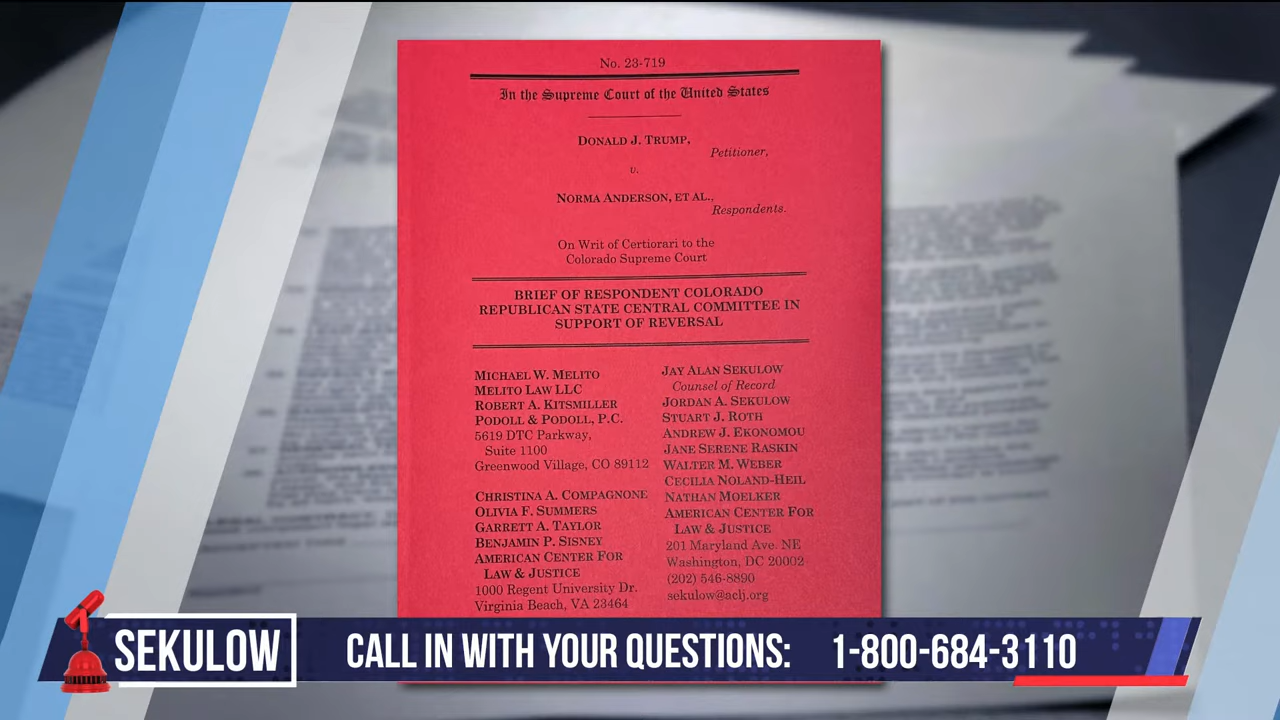 No. 23-719
In the Supreme Court of the United States
DONALD J. TRUMP,
Petitioner,
v.
NORMA ANDERSON, ET AL.,
Respondents.
On Writ of Certiorari to the
Colorado Supreme Court
BRIEF OF RESPONDENT COLORADO
REPUBLICAN STATE CENTRAL COMMITTEE IN
SUPPORT OF REVERSAL
MICHAEL W. MELITO
MELITO LAW LLC
ROBERT A. KITSMILLER
PODOLL & PODOLL, P.C.
5619 DTC Parkway,
Suite 1100
Greenwood Village, CO 89112
CHRISTINA A. COMPAGNONE
OLIVIA F. SUMMERS
GARRETT A. TAYLOR
BENJAMIN P. SISNEY
AMERICAN CENTER FOR
LAW & JUSTICE
1000 Regent University Dr.
Virginia Beach, VA 23464
JAY ALAN SEKULOW
Counsel of Record
JORDAN A. SEKULOW
STUART J. ROTH
ANDREW J. EKONOMOU
JANE SERENE RASKIN
WALTER M. WEBER
CECILIA NOLAND-HEIL
NATHAN MOELKER
AMERICAN CENTER FOR
LAW & JUSTICE
201 Maryland Ave. NE
Washington, DC 20002
(202) 546-8890
sekulow@aclj.org
SEKULOW
CALL IN WITH YOUR QUESTIONS: 1-800-684-3110